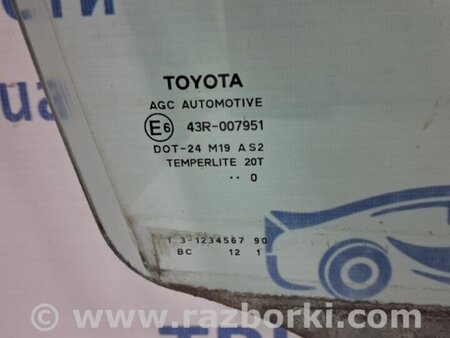 TOYOTA
AGC AUTOMOTIVE
E6 43R-007951
DOT-24 M19 AS2
TEMPERLITE 20T
·· 0
T 3-1234567 90
BC 12 1
© www.razborki.com